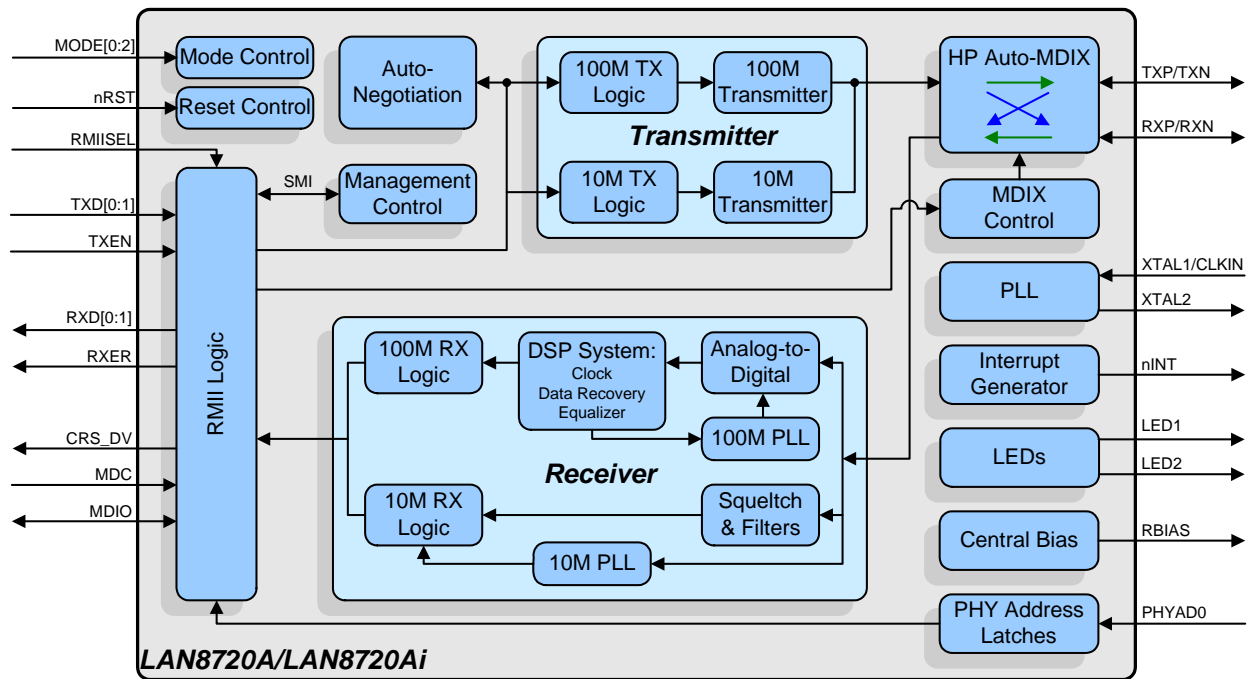 MODE[0:2]
nRST
RMIISEL
TXD[0:1]
TXEN
RXD[0:1]
RXER
CRS_DV
MDC
MDIO
Mode Control
Reset Control
RMII Logic
SMI
Auto-
Negotiation
Management
Control
100M TX
Logic
100M
Transmitter
Transmitter
10M TX
Logic
10M
Transmitter
HP Auto-MDIX
MDIX
Control
TXP/TXN
RXP/RXN
PLL
XTAL1/CLKIN
XTAL2
Interrupt
Generator
nINT
LEDs
LED1
LED2
Central Bias
RBIAS
PHY Address
Latches
PHYAD0
100M RX
Logic
DSP System:
Clock
Data Recovery
Equalizer
Analog-to-
Digital
100M PLL
Receiver
10M RX
Logic
Squeltch
& Filters
10M PLL
LAN8720A/LAN8720Ai